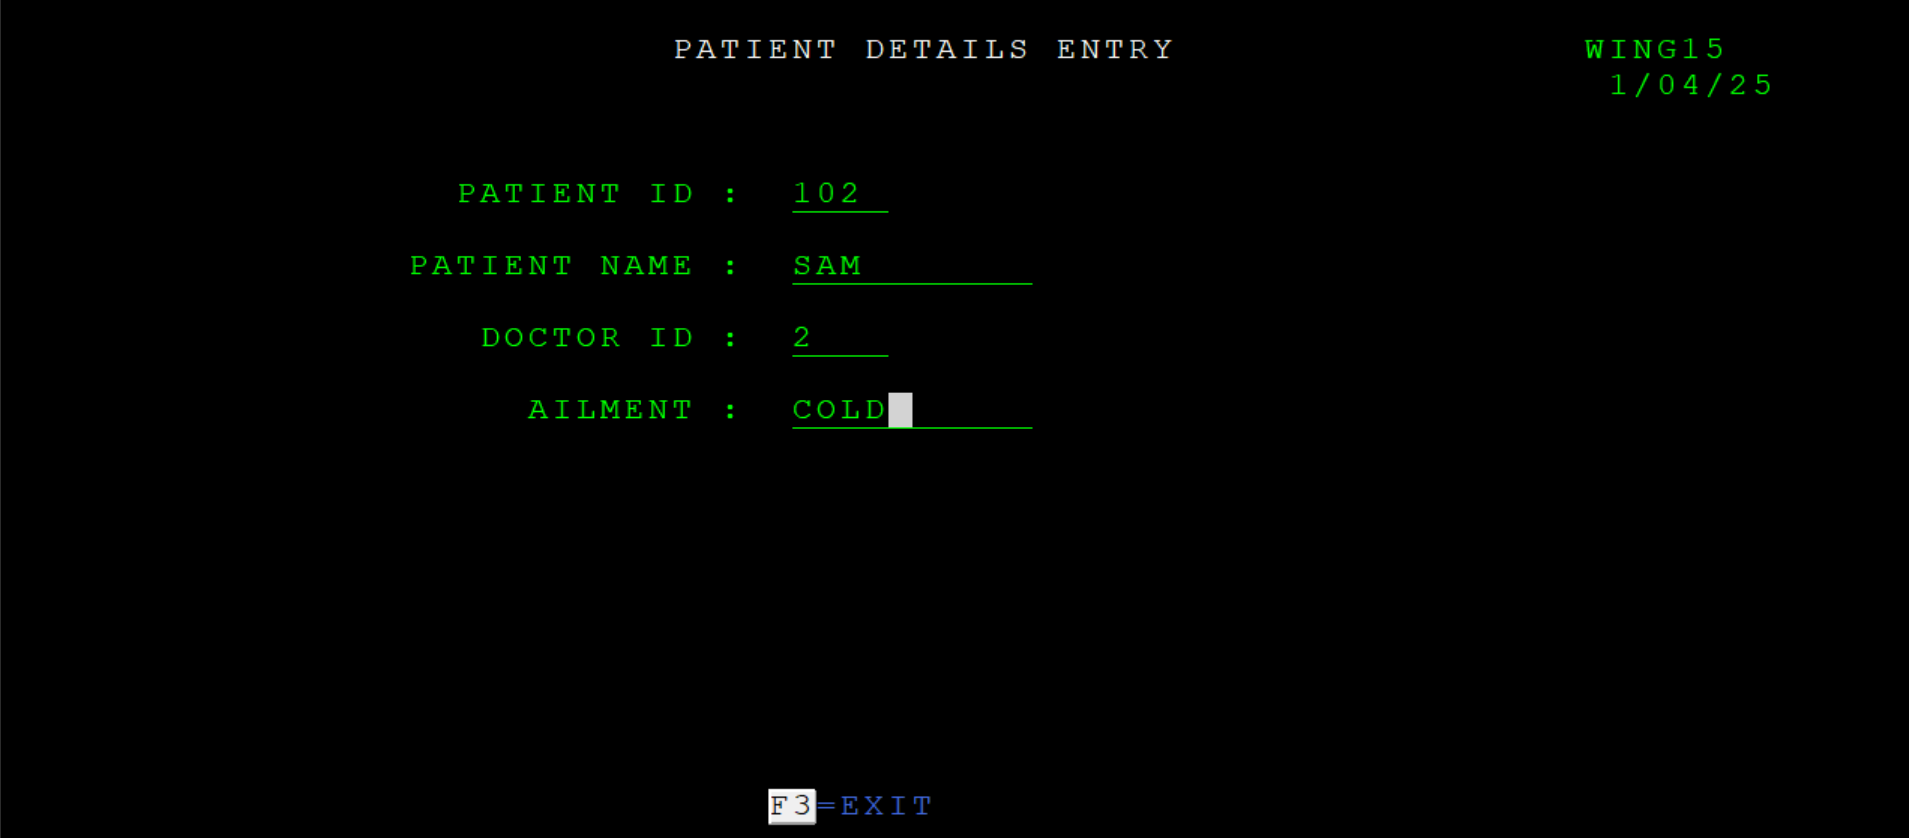 PATIENT DETAILS ENTRY WING15
1/04/25
PATIENT ID : 102
PATIENT NAME : SAM
DOCTOR ID : 2
AILMENT : COLD
F3=EXIT